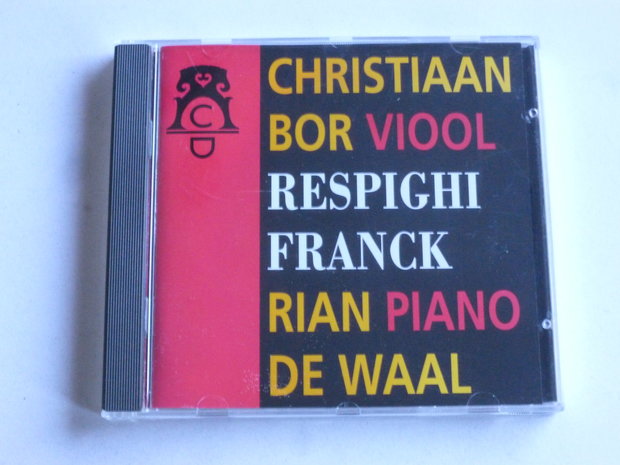 CHRISTIAAN
BOR VIOOL
RESPIGHI
FRANCK
RIAN PIANO
DE WAAL
C
D